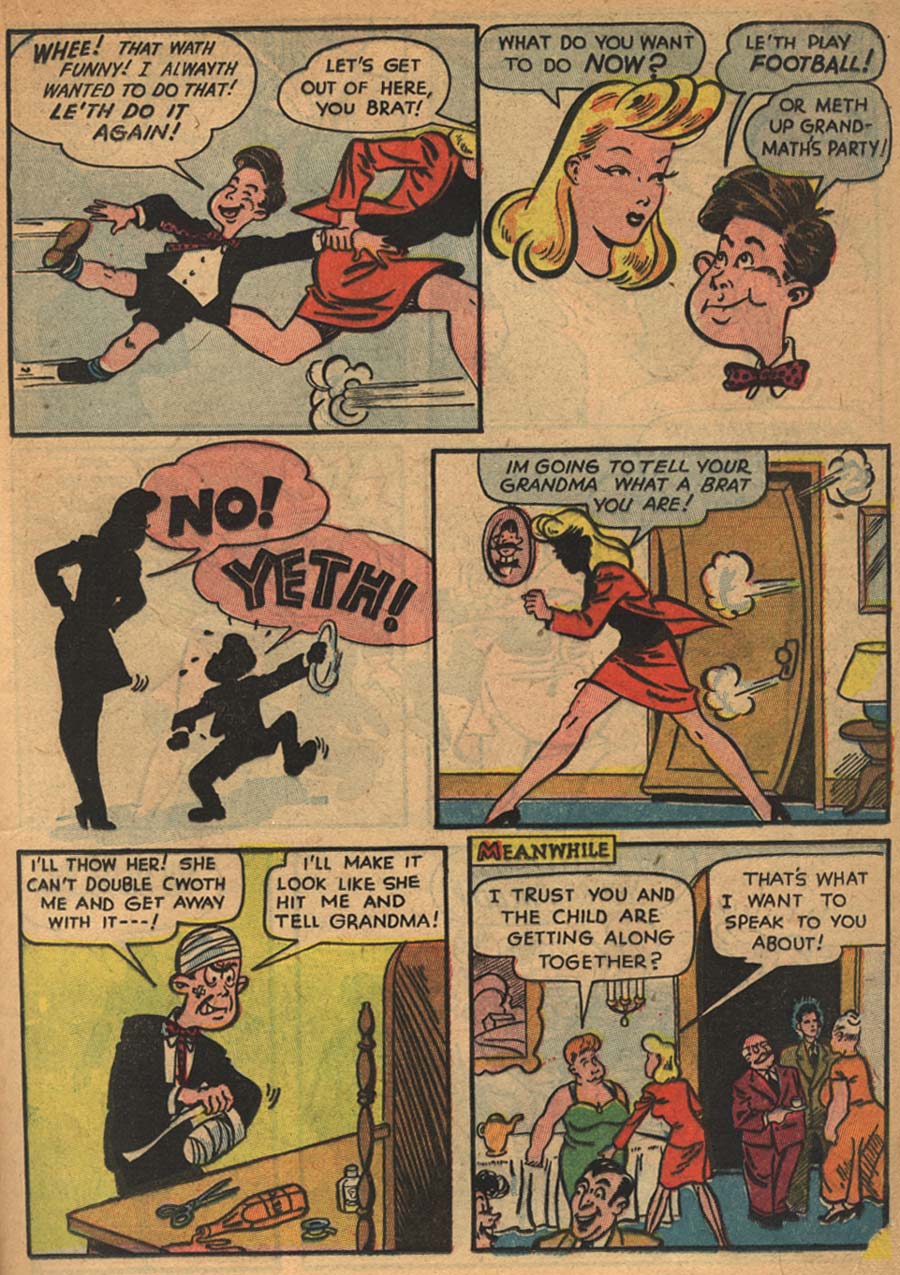 WHEE! THAT WATH
FUNNY! I ALWAYTH
WANTED TO DO THAT!
LE'TH DO IT
AGAIN!
LET'S GET
OUT OF HERE,
YOU BRAT!
WHAT DO YOU WANT
TO DO NOW?
LE'TH PLAY
FOOTBALL!
OR METH
UP GRAND-
MATH'S PARTY!
NO!
YETH!
IM GOING TO TELL YOUR
GRANDMA WHAT A BRAT
YOU ARE!
I'LL THOW HER! SHE
CAN'T DOUBLE CWOTH
ME AND GET AWAY
WITH IT---!
I'LL MAKE IT
LOOK LIKE SHE
HIT ME AND
TELL GRANDMA!
MEANWHILE
I TRUST YOU AND
THE CHILD ARE
GETTING ALONG
TOGETHER?
THAT'S WHAT
I WANT TO
SPEAK TO YOU
ABOUT!